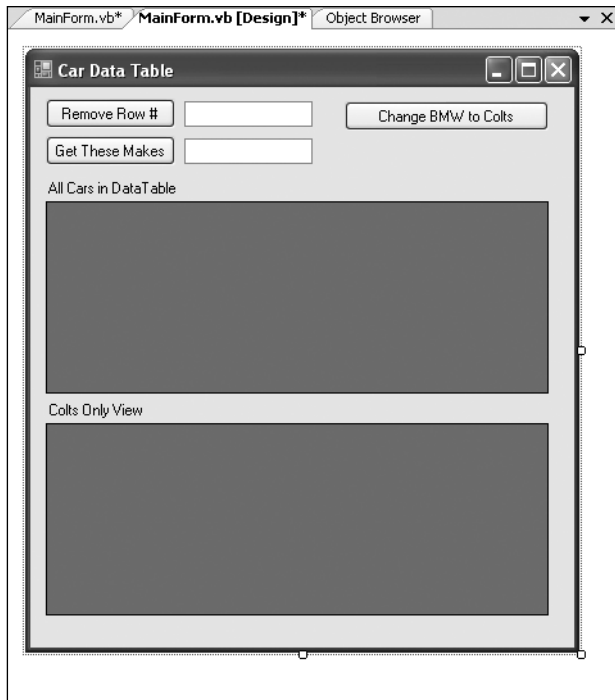 MainForm.vb* MainForm.vb [Design]* Object Browser
Car Data Table
Remove Row # Change BMW to Colts
Get These Makes
All Cars in DataTable
Colts Only View